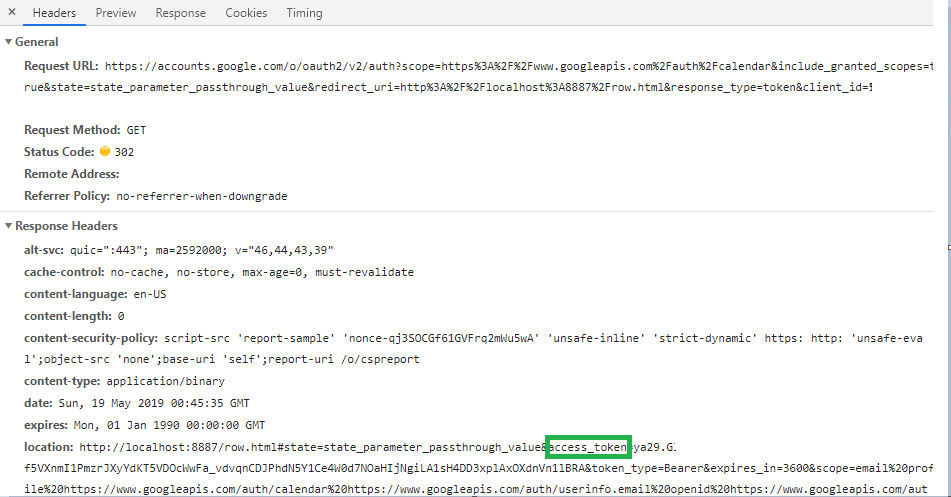 × Headers Preview Response Cookies Timing
▼ General
Request URL: https://accounts.google.com/o/oauth2/v2/auth?scope=https%3A%2F%2Fwww.googleapis.com%2Fauth%2Fcalendar&include_granted_scopes=t
rue&state=state_parameter_passthrough_value&redirect_uri=http%3A%2F%2Flocalhost%3A8887%2Frow.html&response_type=token&client_id=5
Request Method: GET
Status Code: 302
Remote Address:
Referrer Policy: no-referrer-when-downgrade
▼ Response Headers
alt-svc: quic=":443"; ma=2592000; v="46,44,43,39"
cache-control: no-cache, no-store, max-age=0, must-revalidate
content-language: en-US
content-length: 0
content-security-policy: script-src 'report-sample' 'nonce-qj3SOCGf61GVFrq2mWu5wA' 'unsafe-inline' 'strict-dynamic' https: http: 'unsafe-eva
l';object-src 'none';base-uri 'self';report-uri /o/cspreport
content-type: application/binary
date: Sun, 19 May 2019 00:45:35 GMT
expires: Mon, 01 Jan 1990 00:00:00 GMT
location: http://localhost:8887/row.html#state=state_parameter_passthrough_value&access_token=ya29.G
f5VXnmI1PmzrJXyYdKT5VDOcWwFa_vdvqnCDJPhdN5Y1Ce4W0d7NOaHIjNgiLA1sH4DD3xplAxOXdnVn1lBRA&token_type=Bearer&expires_in=3600&scope=email%20prof
ile%20https://www.googleapis.com/auth/calendar%20https://www.googleapis.com/auth/userinfo.email%20openid%20https://www.googleapis.com/aut